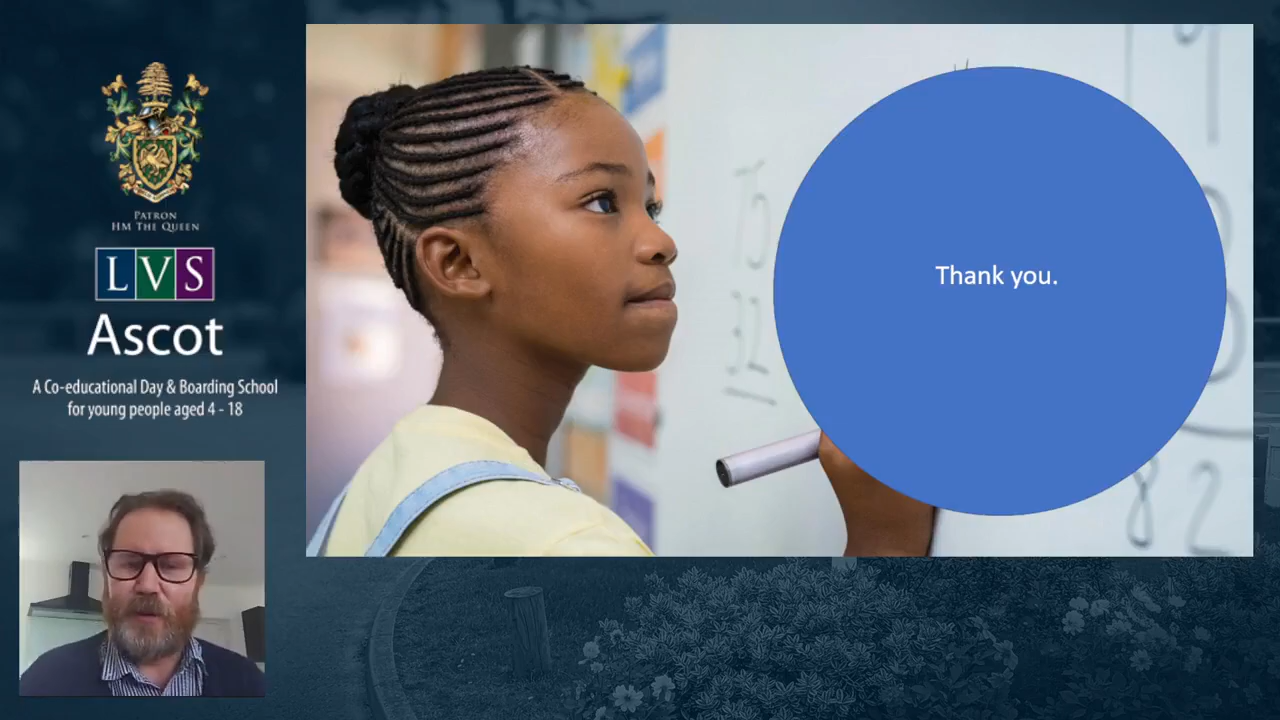 PATRON
HM THE QUEEN
LVS
Ascot
A Co-educational Day & Boarding School
for young people aged 4 - 18
Thank you.
82